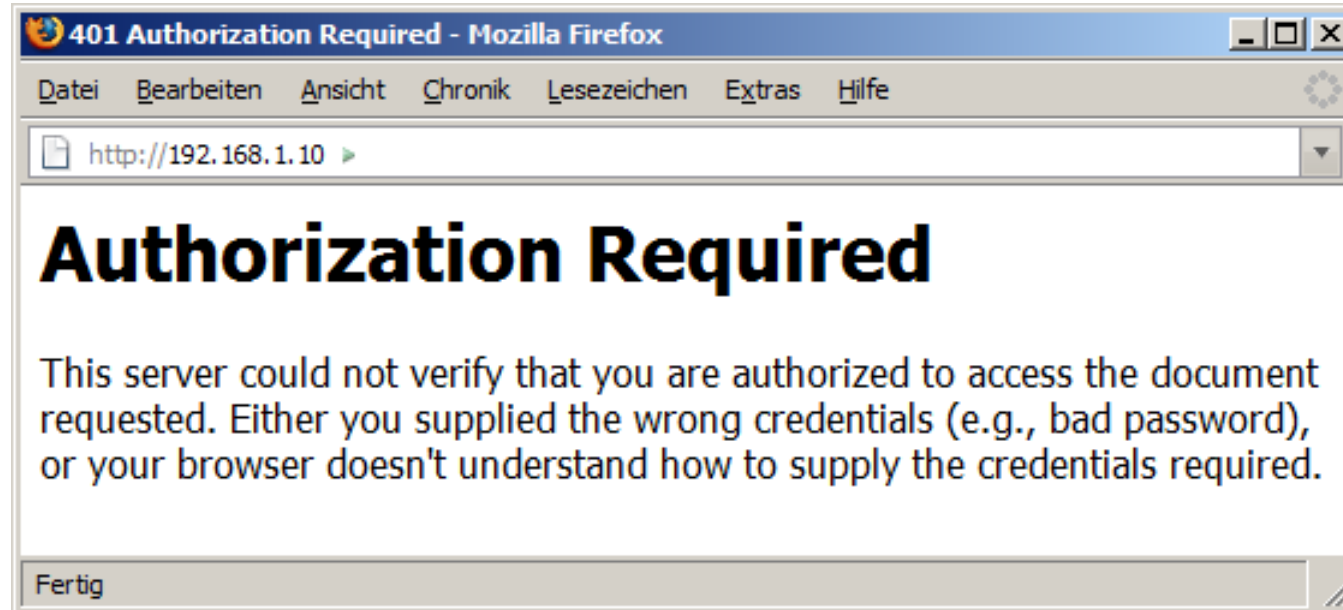 401 Authorization Required - Mozilla Firefox
Datei Bearbeiten Ansicht Chronik Lesezeichen Extras Hilfe
http://192.168.1.10
Authorization Required
This server could not verify that you are authorized to access the document
requested. Either you supplied the wrong credentials (e.g., bad password),
or your browser doesn't understand how to supply the credentials required.
Fertig